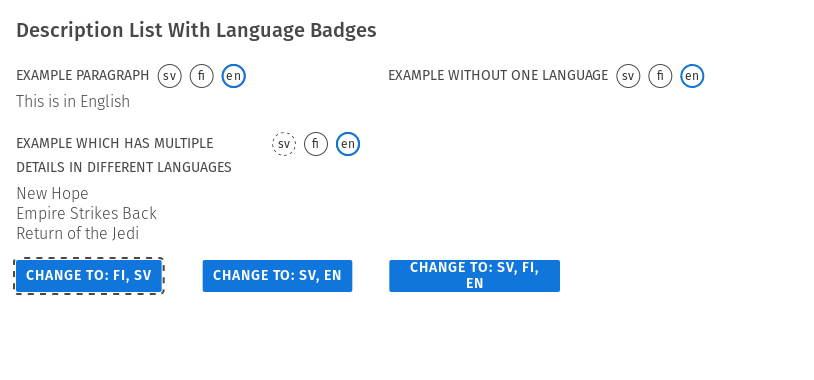 Description List With Language Badges
EXAMPLE PARAGRAPH sv fi en
This is in English
EXAMPLE WITHOUT ONE LANGUAGE sv fi en
EXAMPLE WHICH HAS MULTIPLE
DETAILS IN DIFFERENT LANGUAGES
sv fi en
New Hope
Empire Strikes Back
Return of the Jedi
CHANGE TO: FI, SV
CHANGE TO: SV, EN
CHANGE TO: SV, FI,
EN